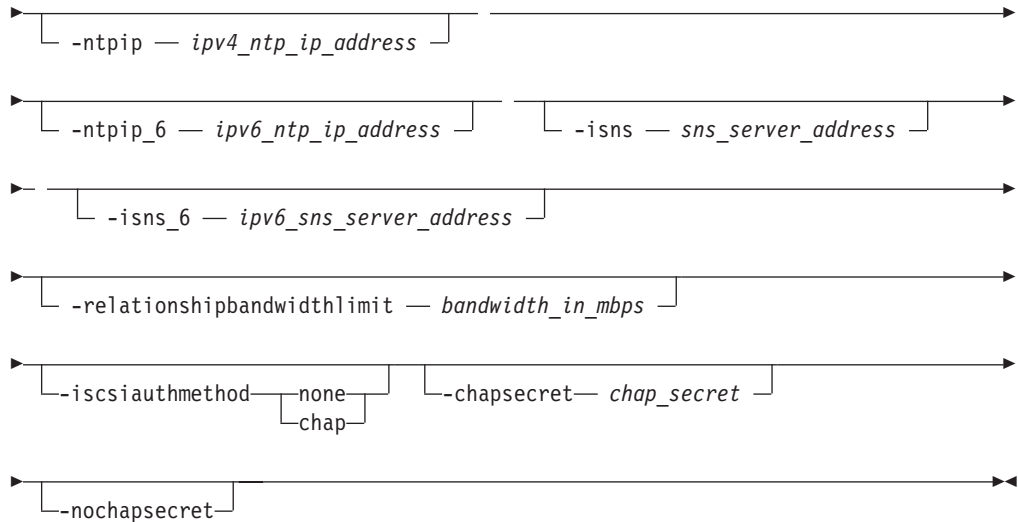 -ntpip — ipv4_ntp_ip_address
-ntpip_6 — ipv6_ntp_ip_address -isns — sns_server_address
-isns_6 — ipv6_sns_server_address
-relationshipbandwidthlimit — bandwidth_in_mbps
-iscsiauthmethod none -chapsecret — chap_secret
chap
-nochapsecret